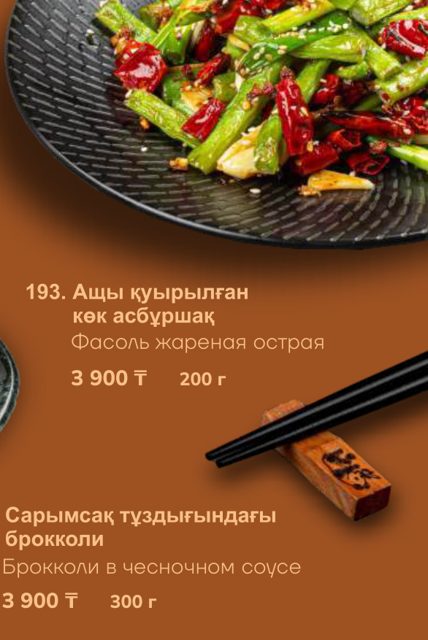 193. Ащы қуырылған
көк асбұршақ
Фасоль жареная острая
3 900 ₸ 200 г
Сарымсақ тұздығындағы
брокколи
Брокколи в чесночном соусе
3 900 ₸ 300 г